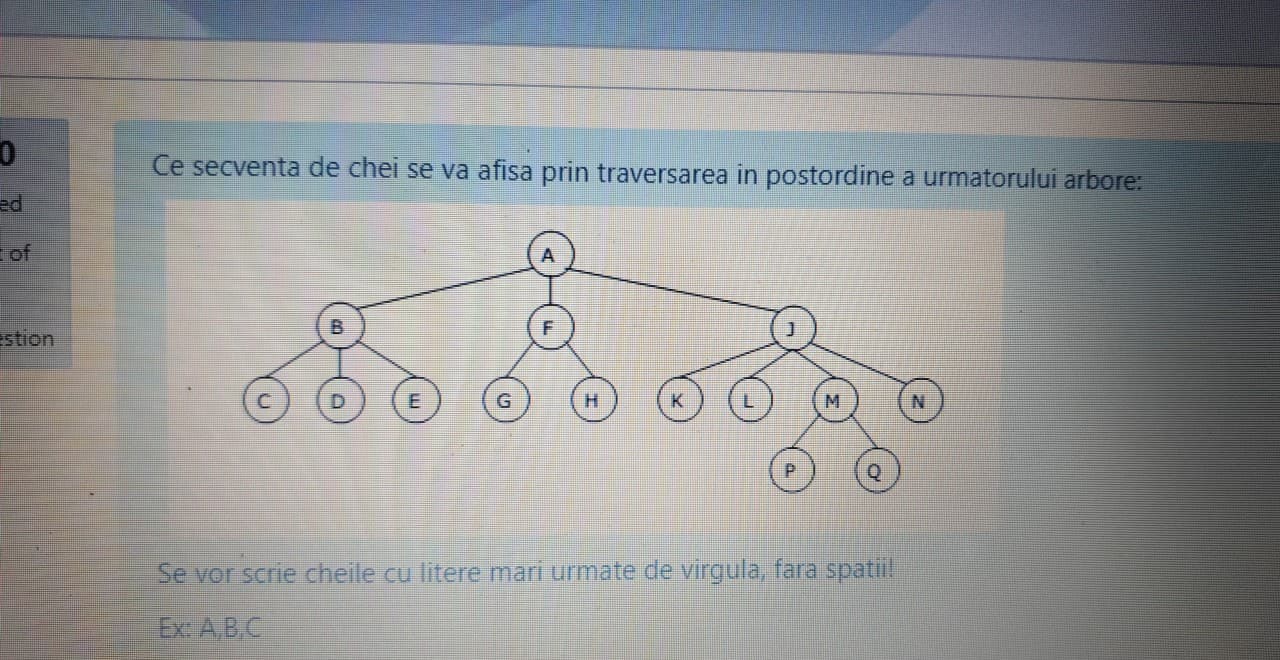 0
ed
of
estion
Ce secventa de chei se va afisa prin traversarea in postordine a urmatorului arbore:
A
B
F
J
C
D
E
G
H
K
L
M
N
P
Q
Se vor scrie cheile cu litere mari urmate de virgula, fara spatii!
Ex: A,B,C